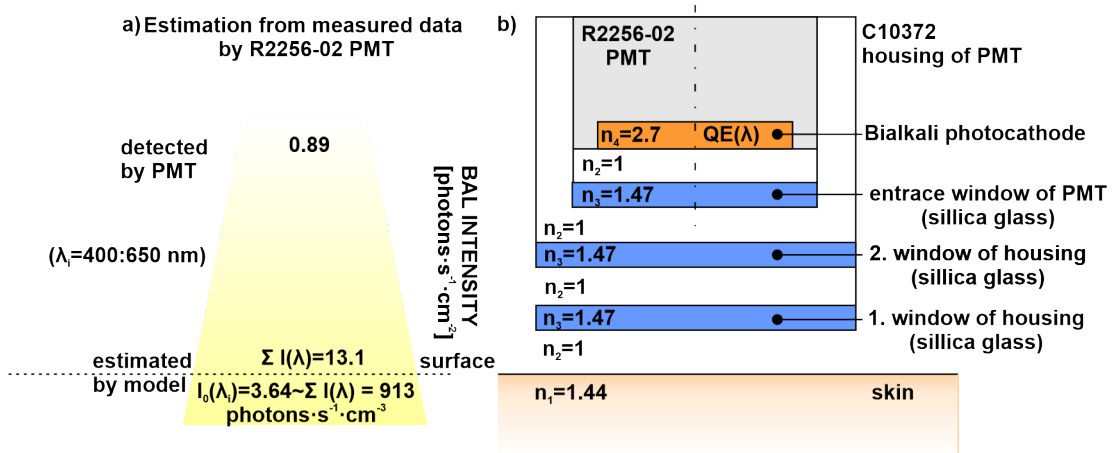 a) Estimation from measured data
by R2256-02 PMT
detected
by PMT
0.89
(λᵢ=400:650 nm)
BAL INTENSITY
[photons·s⁻¹·cm⁻²]
estimated
by model
Σ I(λ)=13.1
surface
I₀(λᵢ)=3.64~Σ I(λ) = 913
photons·s⁻¹·cm⁻³
b)
R2256-02
PMT
C10372
housing of PMT
n₄=2.7
QE(λ)
Bialkali photocathode
n₂=1
n₃=1.47
entrace window of PMT
(sillica glass)
n₂=1
n₃=1.47
2. window of housing
(sillica glass)
n₂=1
n₃=1.47
1. window of housing
(sillica glass)
n₂=1
n₁=1.44
skin